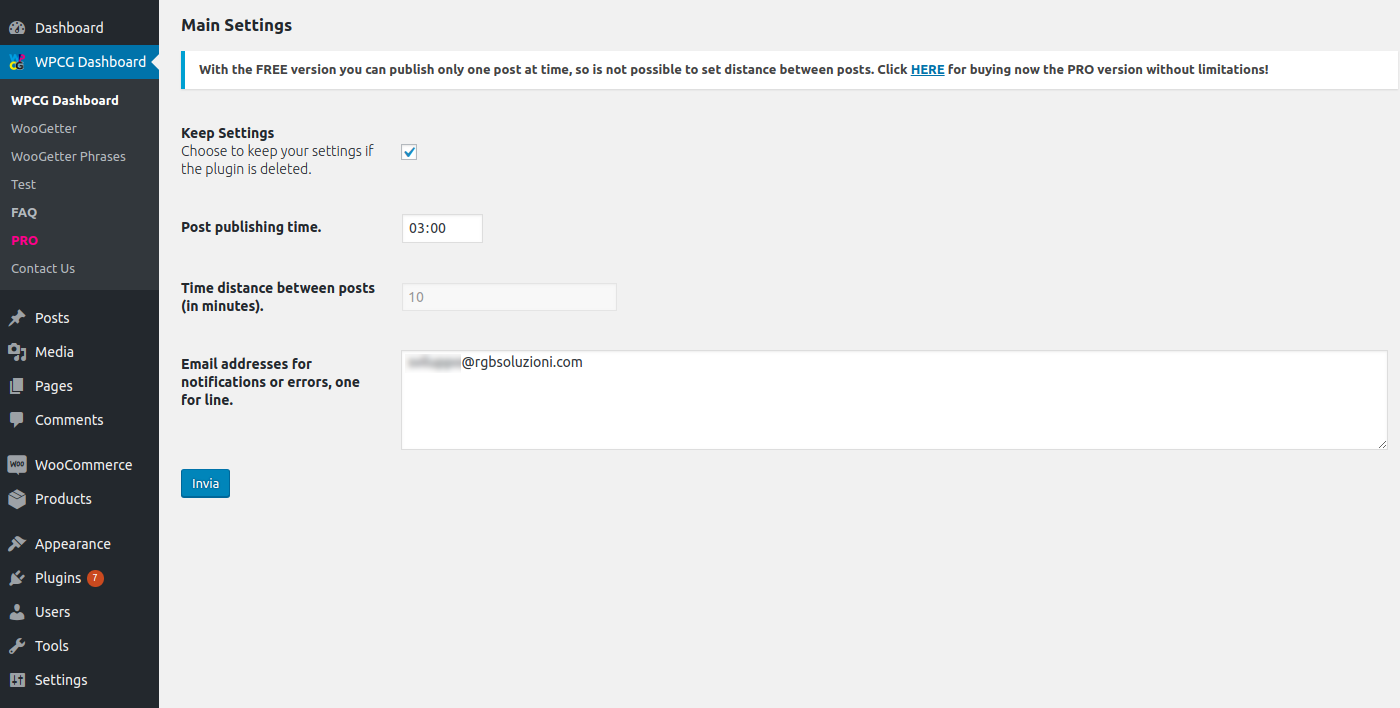 Dashboard
WPCG Dashboard
WPCG Dashboard
WooGetter
WooGetter Phrases
Test
FAQ
PRO
Contact Us
Posts
Media
Pages
Comments
WooCommerce
Products
Appearance
Plugins 7
Users
Tools
Settings
Main Settings
With the FREE version you can publish only one post at time, so is not possible to set distance between posts. Click HERE for buying now the PRO version without limitations!
Keep Settings
Choose to keep your settings if
the plugin is deleted.
Post publishing time.
03:00
Time distance between posts
(in minutes).
10
Email addresses for
notifications or errors, one
for line.
@rgbsoluzioni.com
Invia